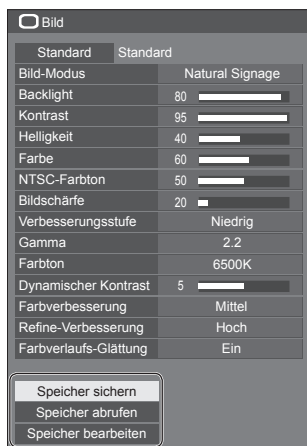 Bild
Standard Standard
Bild-Modus Natural Signage
Backlight 80
Kontrast 95
Helligkeit 40
Farbe 60
NTSC-Farbton 50
Bildschärfe 20
Verbesserungsstufe Niedrig
Gamma 2.2
Farbton 6500K
Dynamischer Kontrast 5
Farbverbesserung Mittel
Refine-Verbesserung Hoch
Farbverlaufs-Glättung Ein
Speicher sichern
Speicher abrufen
Speicher bearbeiten